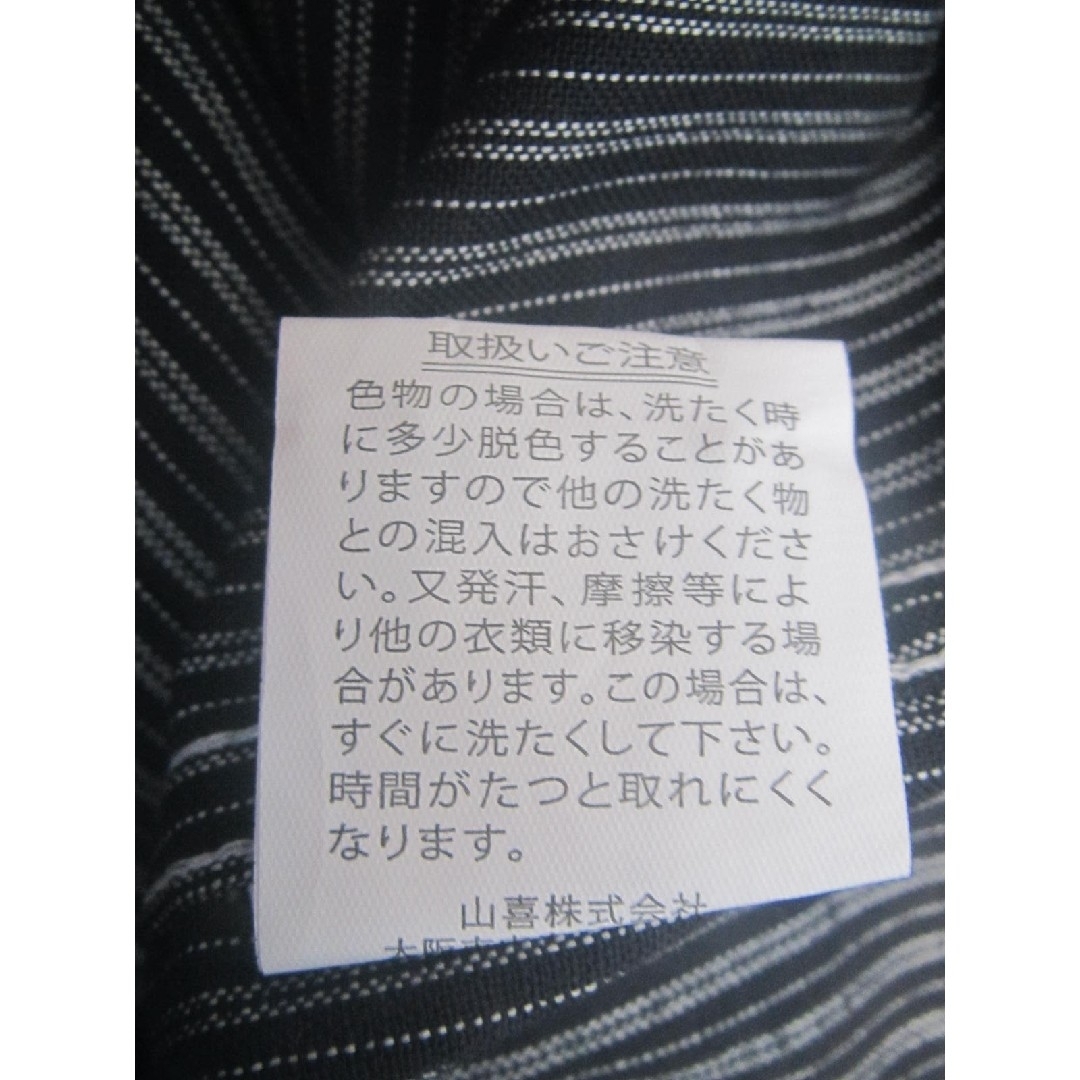 取扱いご注意
色物の場合は、洗たく時
に多少脱色することがあ
りますので他の洗たく物
との混入はおさけくださ
い。又発汗、摩擦等によ
り他の衣類に移染する場
合があります。この場合は、
すぐに洗たくして下さい。
時間がたつと取れにくく
なります。
山喜株式会社